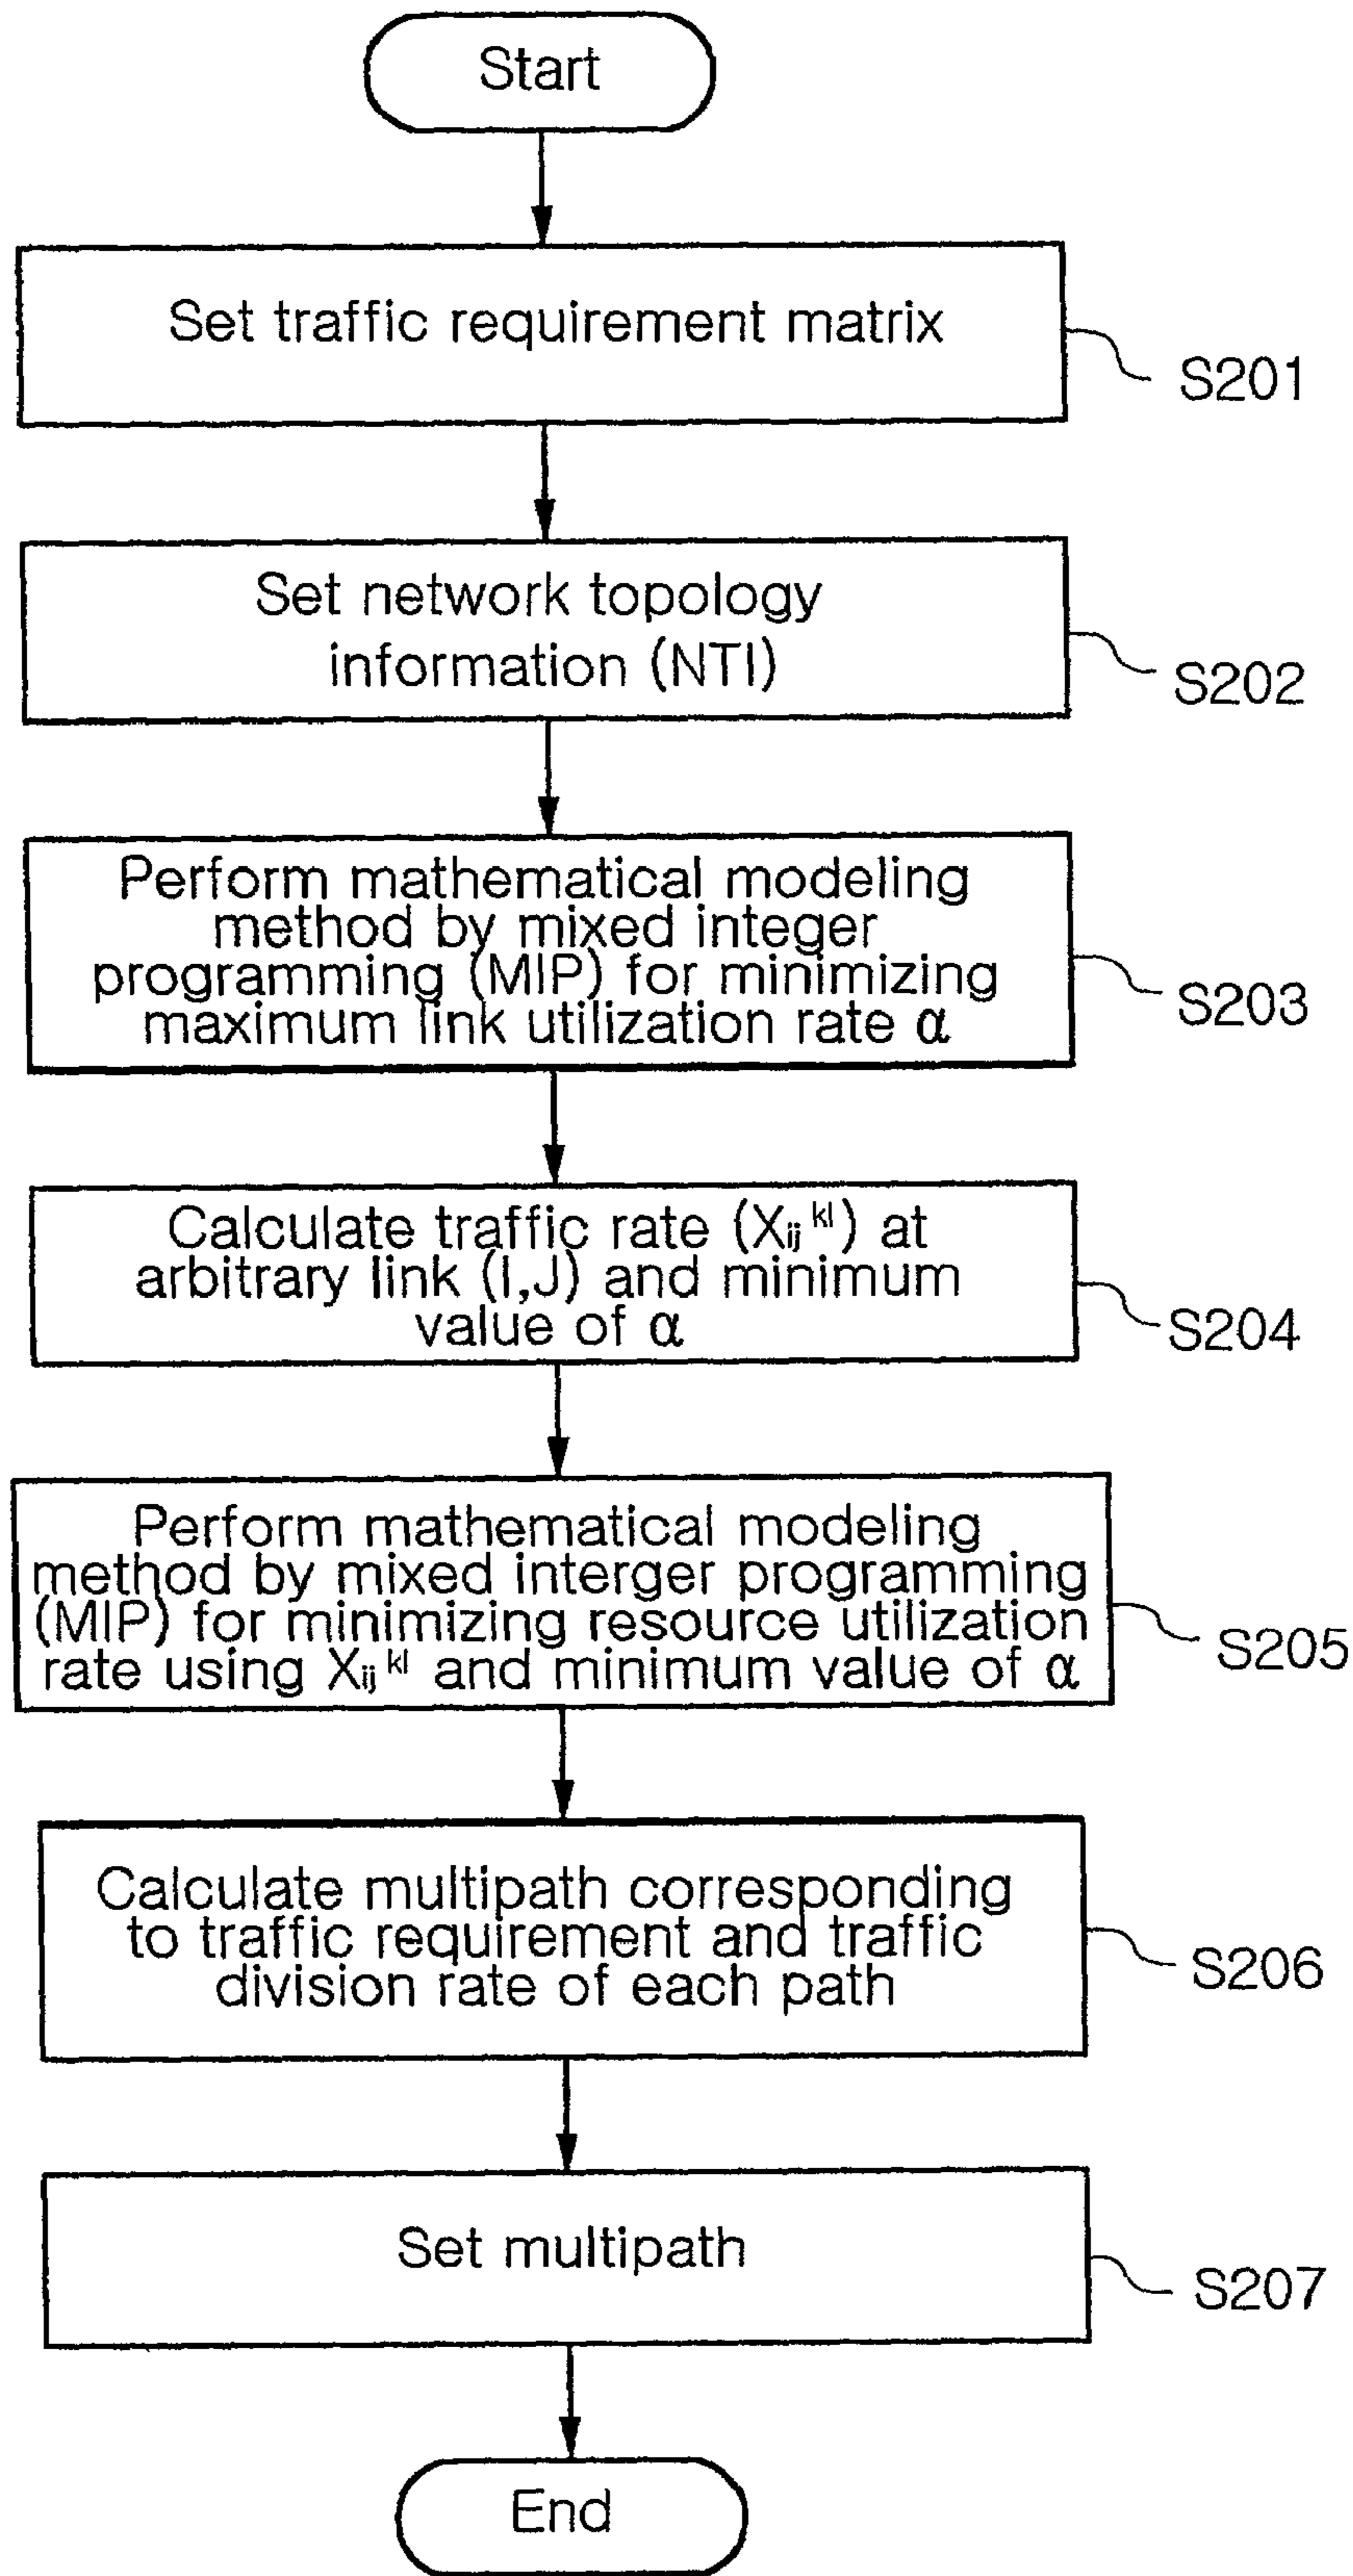 Start
Set traffic requirement matrix
S201
Set network topology
information (NTI)
S202
Perform mathematical modeling
method by mixed integer
programming (MIP) for minimizing
maximum link utilization rate α
S203
Calculate traffic rate (Xij kl) at
arbitrary link (I,J) and minimum
value of α
S204
Perform mathematical modeling
method by mixed interger programming
(MIP) for minimizing resource utilization
rate using Xij kl and minimum value of α
S205
Calculate multipath corresponding
to traffic requirement and traffic
division rate of each path
S206
Set multipath
S207
End